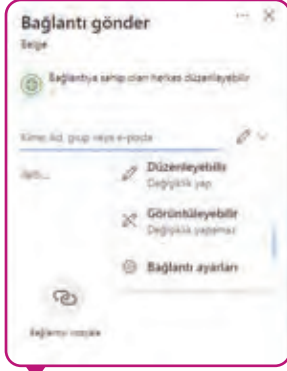 Bağlantı gönder
Belge
Bağlantıya sahip olan herkes düzenleyebilir
Kime: Ad, grup veya e-posta
İleti...
Düzenleyebilir
Değişiklik yap
Görüntüleyebilir
Değişiklik yapamaz
Bağlantı ayarları
Bağlantıyı kopyala